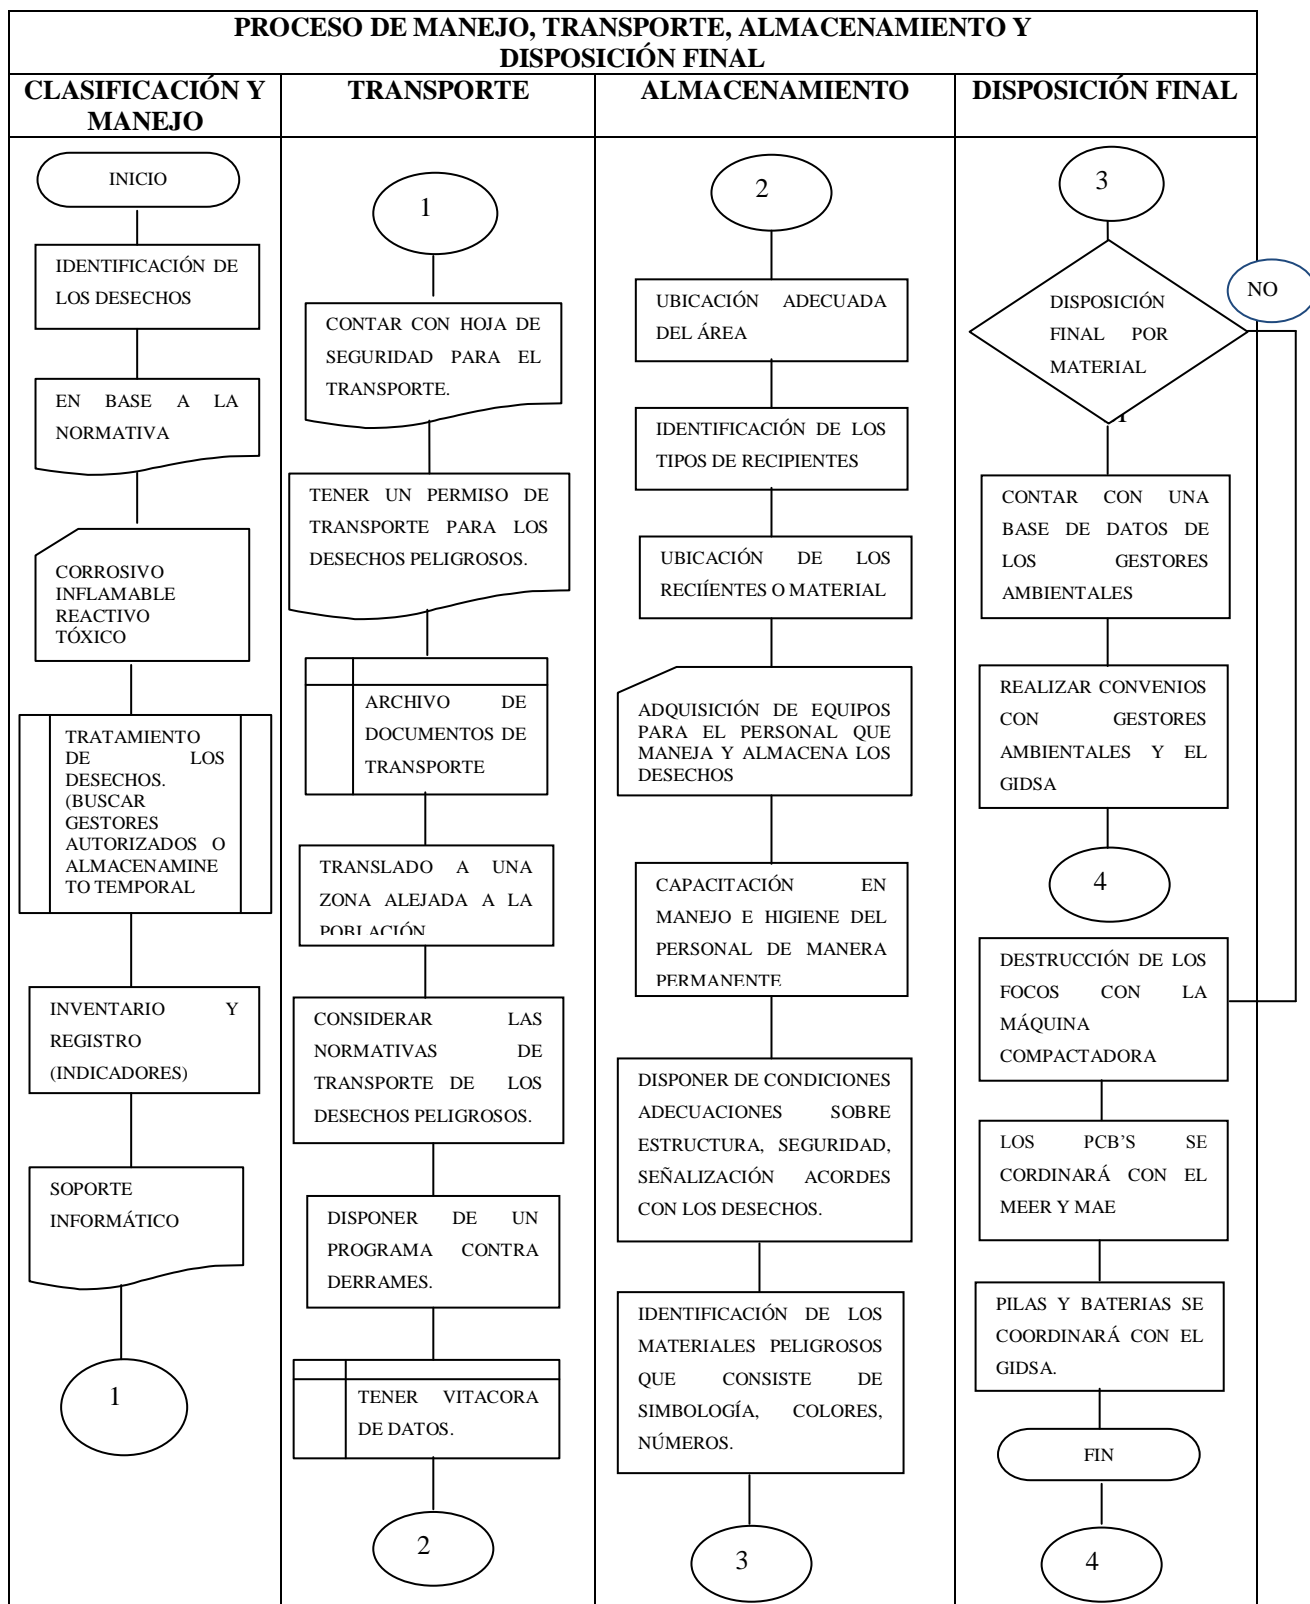 PROCESO DE MANEJO, TRANSPORTE, ALMACENAMIENTO Y
DISPOSICIÓN FINAL
CLASIFICACIÓN Y
MANEJO
INICIO
IDENTIFICACIÓN DE
LOS DESECHOS
EN BASE A LA
NORMATIVA
CORROSIVO
INFLAMABLE
REACTIVO
TÓXICO
TRATAMIENTO
DE LOS
DESECHOS.
(BUSCAR
GESTORES
AUTORIZADOS O
ALMACENAMINE
TO TEMPORAL
INVENTARIO Y
REGISTRO
(INDICADORES)
SOPORTE
INFORMÁTICO
1
TRANSPORTE
1
CONTAR CON HOJA DE
SEGURIDAD PARA EL
TRANSPORTE.
TENER UN PERMISO DE
TRANSPORTE PARA LOS
DESECHOS PELIGROSOS.
ARCHIVO DE
DOCUMENTOS DE
TRANSPORTE
TRANSLADO A UNA
ZONA ALEJADA A LA
POBLACIÓN
CONSIDERAR LAS
NORMATIVAS DE
TRANSPORTE DE LOS
DESECHOS PELIGROSOS.
DISPONER DE UN
PROGRAMA CONTRA
DERRAMES.
TENER VITACORA
DE DATOS.
2
ALMACENAMIENTO
2
UBICACIÓN ADECUADA
DEL ÁREA
IDENTIFICACIÓN DE LOS
TIPOS DE RECIPIENTES
UBICACIÓN DE LOS
RECIÍENTES O MATERIAL
ADQUISICIÓN DE EQUIPOS
PARA EL PERSONAL QUE
MANEJA Y ALMACENA LOS
DESECHOS
CAPACITACIÓN EN
MANEJO E HIGIENE DEL
PERSONAL DE MANERA
PERMANENTE
DISPONER DE CONDICIONES
ADECUACIONES SOBRE
ESTRUCTURA, SEGURIDAD,
SEÑALIZACIÓN ACORDES
CON LOS DESECHOS.
IDENTIFICACIÓN DE LOS
MATERIALES PELIGROSOS
QUE CONSISTE DE
SIMBOLOGÍA, COLORES,
NÚMEROS.
3
DISPOSICIÓN FINAL
3
DISPOSICIÓN
FINAL POR
MATERIAL
NO
CONTAR CON UNA
BASE DE DATOS DE
LOS GESTORES
AMBIENTALES
REALIZAR CONVENIOS
CON GESTORES
AMBIENTALES Y EL
GIDSA
4
DESTRUCCIÓN DE LOS
FOCOS CON LA
MÁQUINA
COMPACTADORA
LOS PCB’S SE
CORDINARÁ CON EL
MEER Y MAE
PILAS Y BATERIAS SE
COORDINARÁ CON EL
GIDSA.
FIN
4